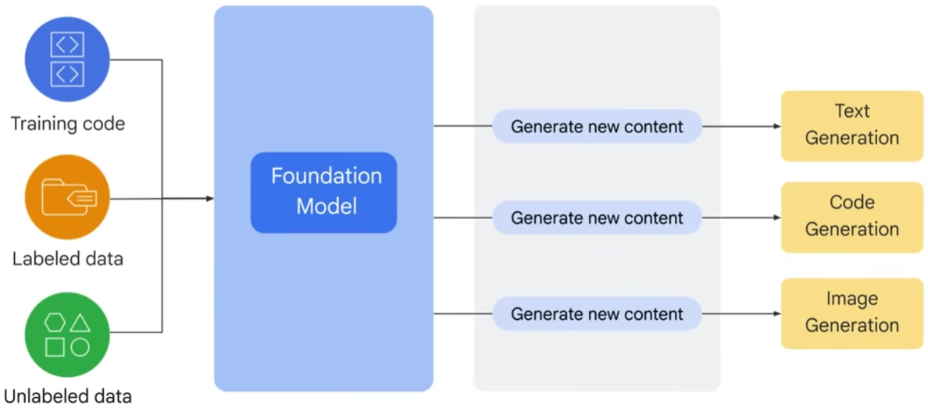 Training code
Labeled data
Unlabeled data
Foundation
Model
Generate new content
Generate new content
Generate new content
Text
Generation
Code
Generation
Image
Generation